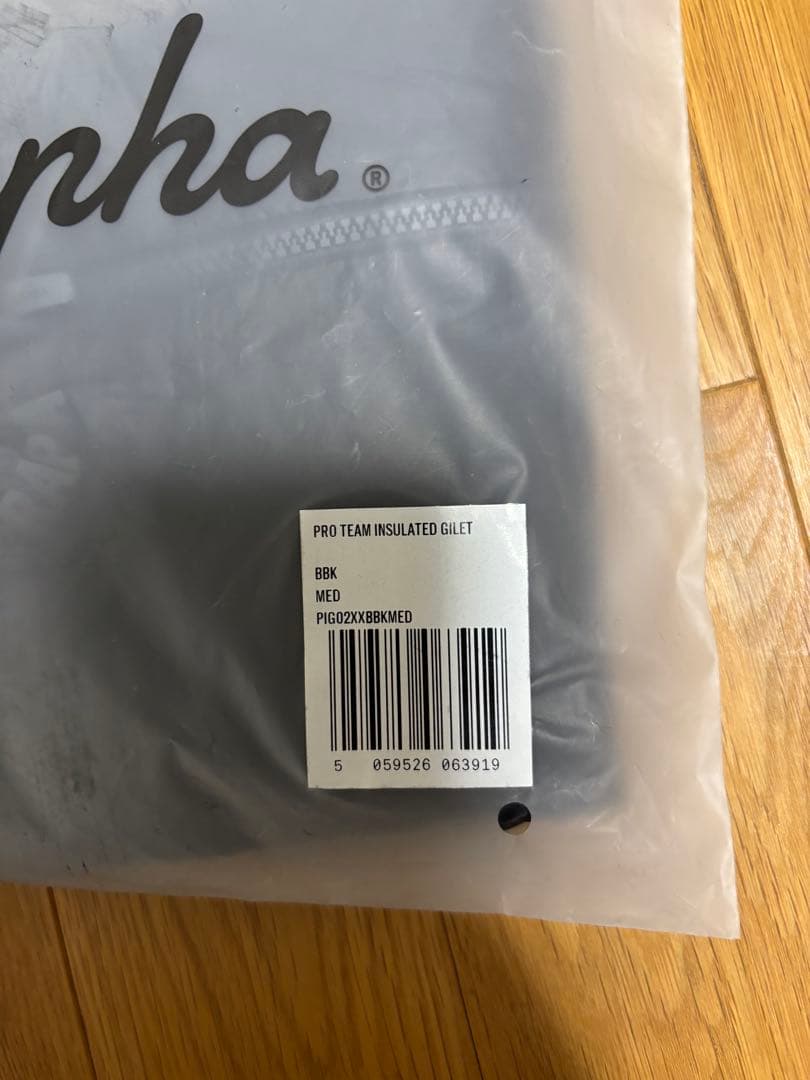 pha®
PRO TEAM INSULATED GILET
BBK
MED
PIG02XXBBKMED
5 059526 063919